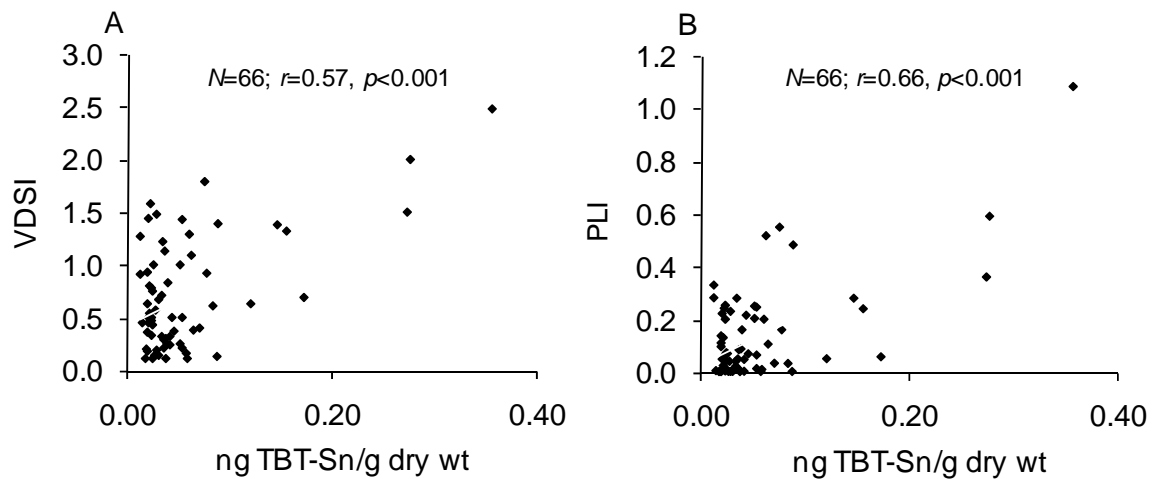 A
N=66; r=0.57, p<0.001
3.0
2.5
2.0
1.5
1.0
0.5
0.0
VDSI
0.00 0.20 0.40
ng TBT-Sn/g dry wt
B
N=66; r=0.66, p<0.001
1.2
1.0
0.8
0.6
0.4
0.2
0.0
PLI
0.00 0.20 0.40
ng TBT-Sn/g dry wt